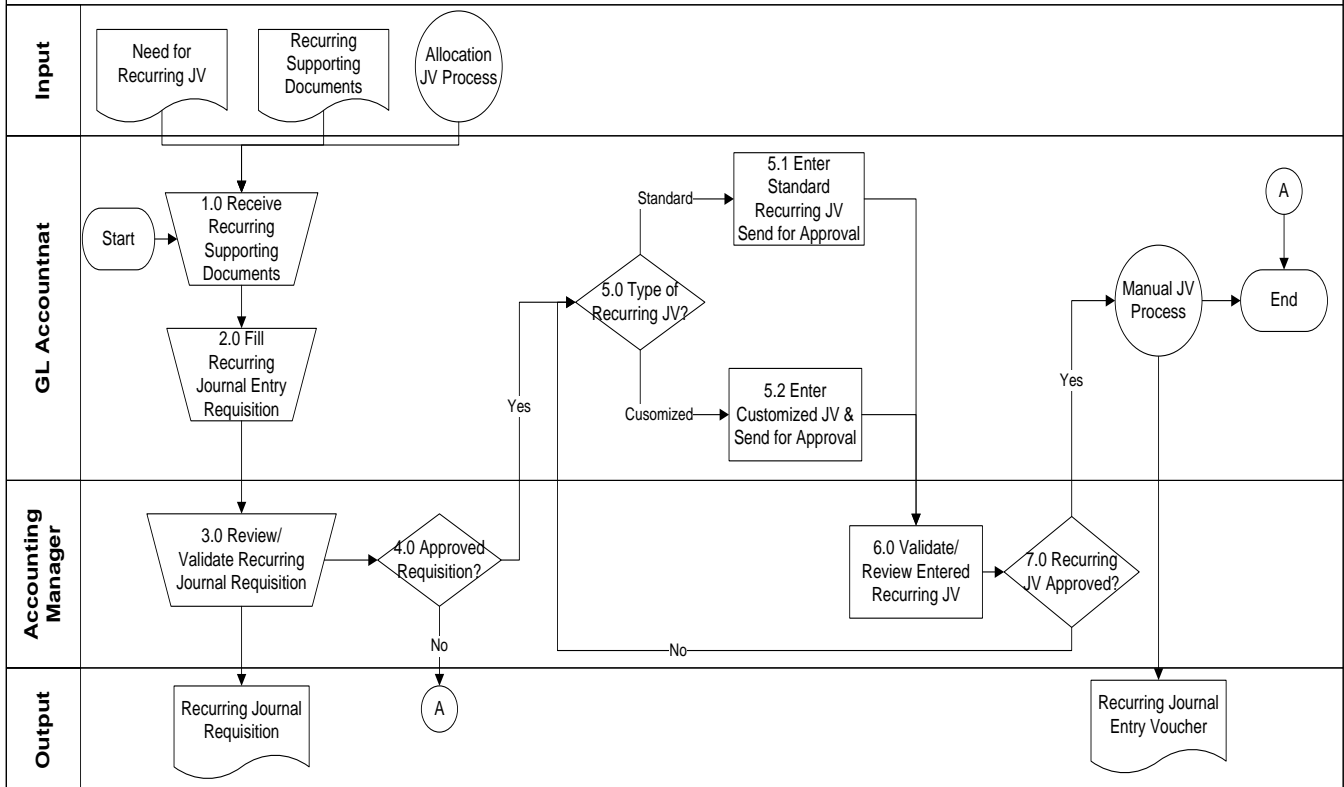 Input
Need for
Recurring JV
Recurring
Supporting
Documents
Allocation
JV Process
GL Accountnat
Start
1.0 Receive
Recurring
Supporting
Documents
2.0 Fill
Recurring
Journal Entry
Requisition
Yes
5.0 Type of
Recurring JV?
Standard
5.1 Enter
Standard
Recurring JV
Send for Approval
Cusomized
5.2 Enter
Customized JV &
Send for Approval
Yes
Manual JV
Process
A
End
Accounting
Manager
3.0 Review/
Validate Recurring
Journal Requisition
4.0 Approved
Requisition?
No
No
6.0 Validate/
Review Entered
Recurring JV
7.0 Recurring
JV Approved?
Output
Recurring Journal
Requisition
A
Recurring Journal
Entry Voucher